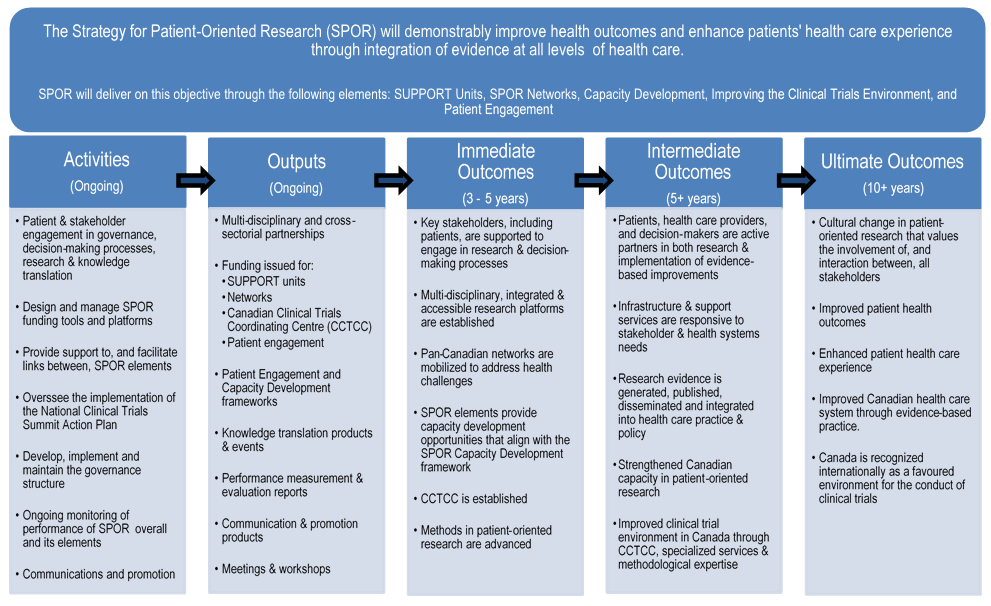 The Strategy for Patient-Oriented Research (SPOR) will demonstrably improve health outcomes and enhance patients' health care experience
through integration of evidence at all levels of health care.
SPOR will deliver on this objective through the following elements: SUPPORT Units, SPOR Networks, Capacity Development, Improving the Clinical Trials Environment, and
Patient Engagement
Activities
(Ongoing)
• Patient & stakeholder
engagement in governance,
decision-making processes,
research & knowledge
translation
• Design and manage SPOR
funding tools and platforms
• Provide support to, and facilitate
links between, SPOR elements
• Overssee the implementation of
the National Clinical Trials
Summit Action Plan
• Develop, implement and
maintain the governance
structure
• Ongoing monitoring of
performance of SPOR overall
and its elements
• Communications and promotion
Outputs
(Ongoing)
• Multi-disciplinary and cross-
sectorial partnerships
• Funding issued for:
• SUPPORT units
• Networks
• Canadian Clinical Trials
Coordinating Centre (CCTCC)
• Patient engagement
• Patient Engagement and
Capacity Development
frameworks
• Knowledge translation products
& events
• Performance measurement &
evaluation reports
• Communication & promotion
products
• Meetings & workshops
Immediate
Outcomes
(3 - 5 years)
• Key stakeholders, including
patients, are supported to
engage in research & decision-
making processes
• Multi-disciplinary, integrated &
accessible research platforms
are established
• Pan-Canadian networks are
mobilized to address health
challenges
• SPOR elements provide
capacity development
opportunities that align with the
SPOR Capacity Development
framework
• CCTCC is established
• Methods in patient-oriented
research are advanced
Intermediate
Outcomes
(5+ years)
• Patients, health care providers,
and decision-makers are active
partners in both research &
implementation of evidence-
based improvements
• Infrastructure & support
services are responsive to
stakeholder & health systems
needs
• Research evidence is
generated, published,
disseminated and integrated
into health care practice &
policy
• Strengthened Canadian
capacity in patient-oriented
research
• Improved clinical trial
environment in Canada through
CCTCC, specialized services &
methodological expertise
Ultimate Outcomes
(10+ years)
• Cultural change in patient-
oriented research that values
the involvement of, and
interaction between, all
stakeholders
• Improved patient health
outcomes
• Enhanced patient health care
experience
• Improved Canadian health care
system through evidence-based
practice.
• Canada is recognized
internationally as a favoured
environment for the conduct of
clinical trials